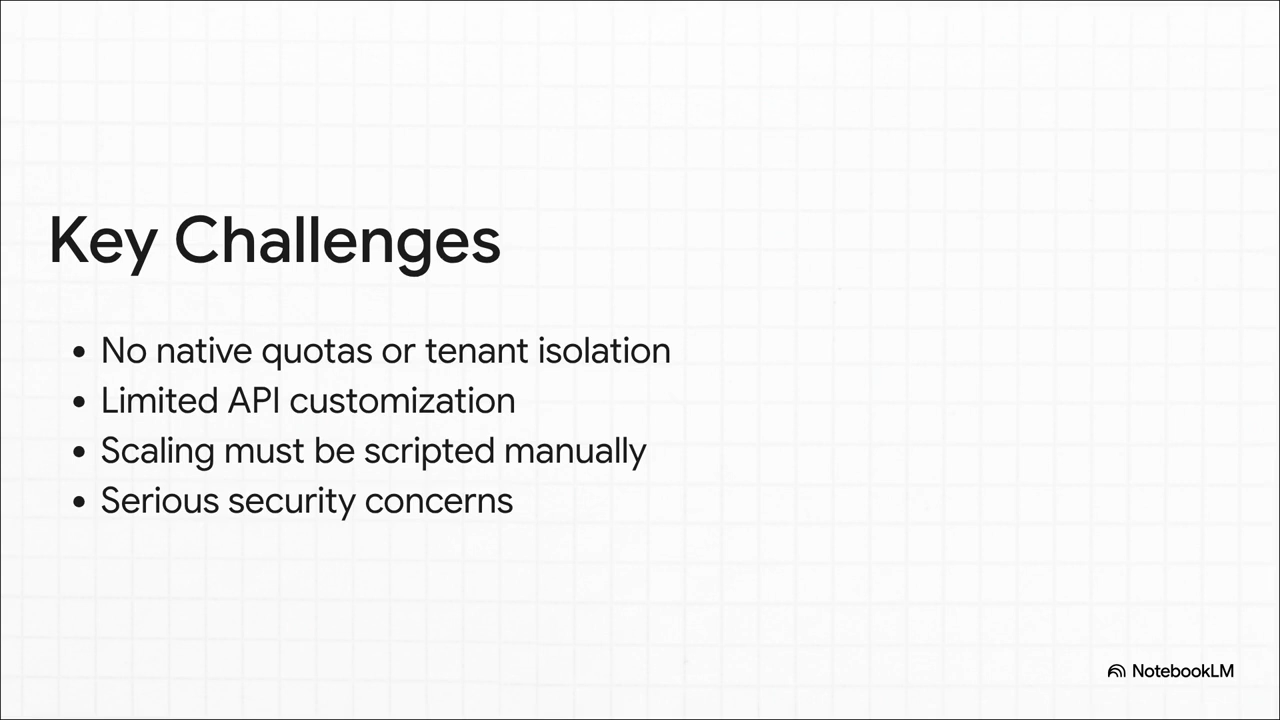 Key Challenges
• No native quotas or tenant isolation
• Limited API customization
• Scaling must be scripted manually
• Serious security concerns
NotebookLM